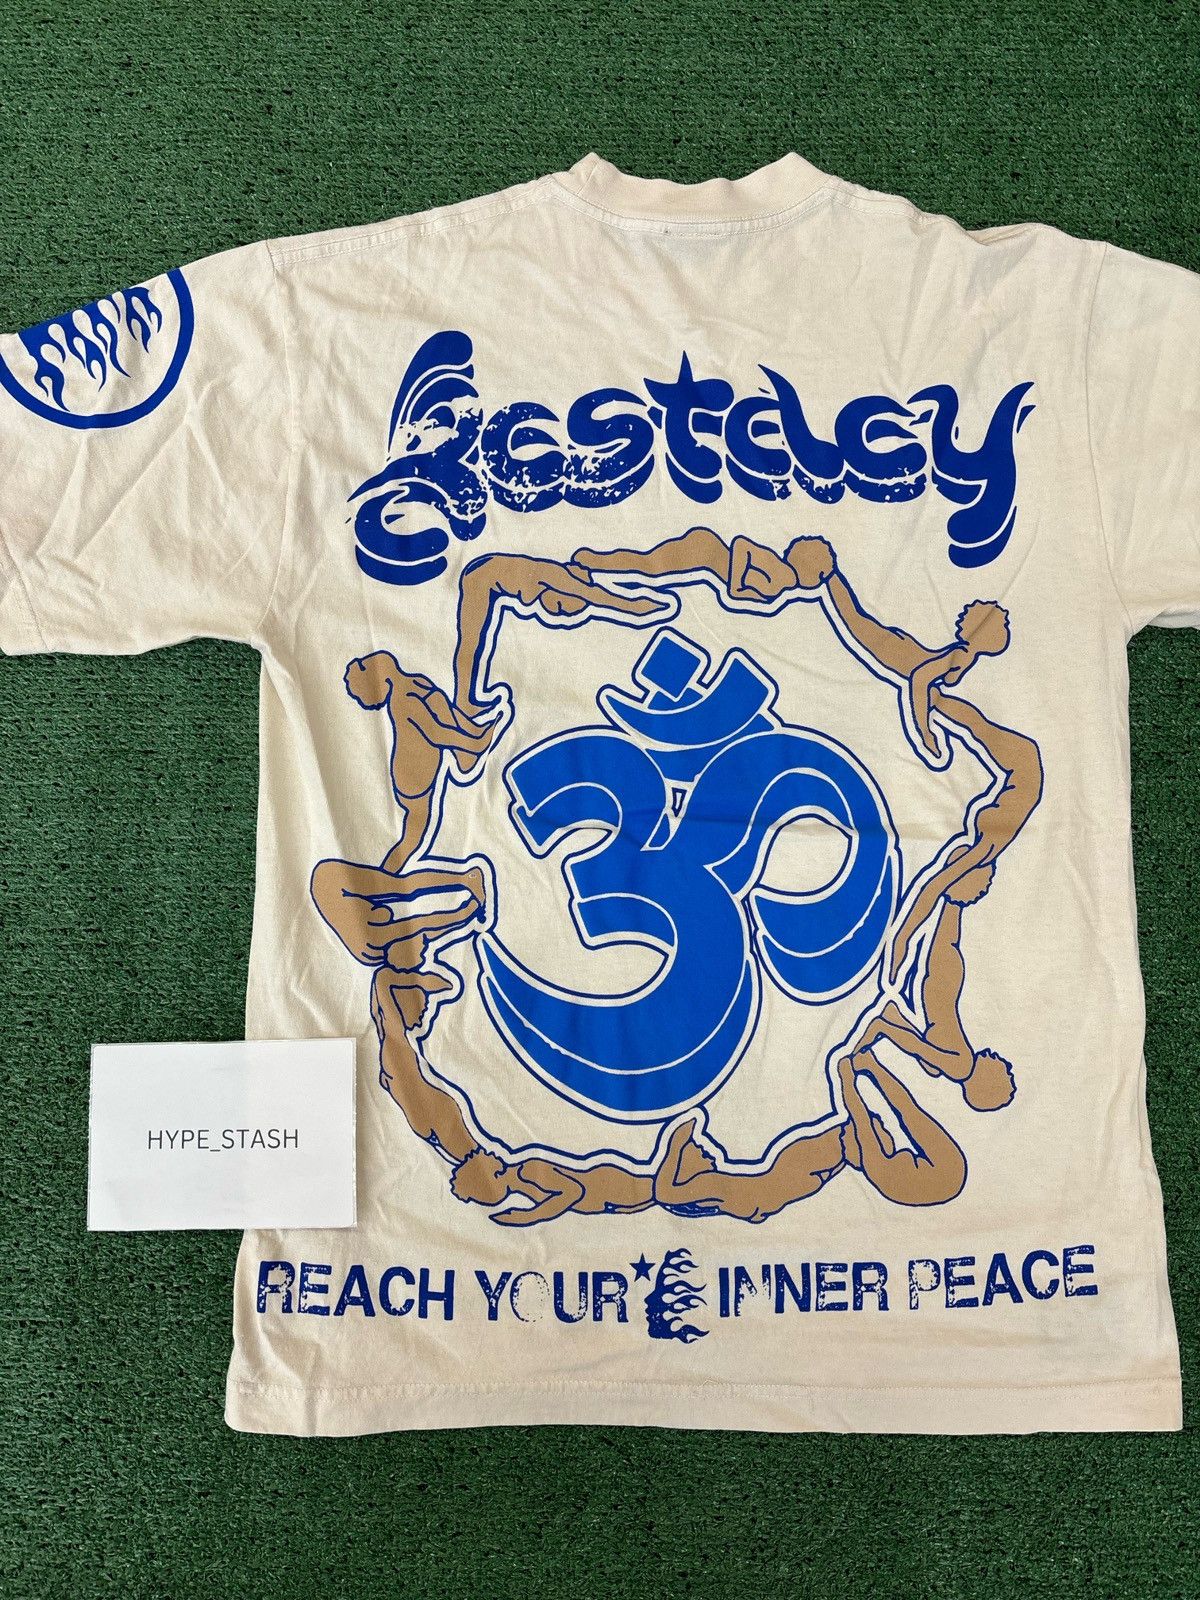 Ecstacy
ॐ
HYPE_STASH
REACH YOUR INNER PEACE